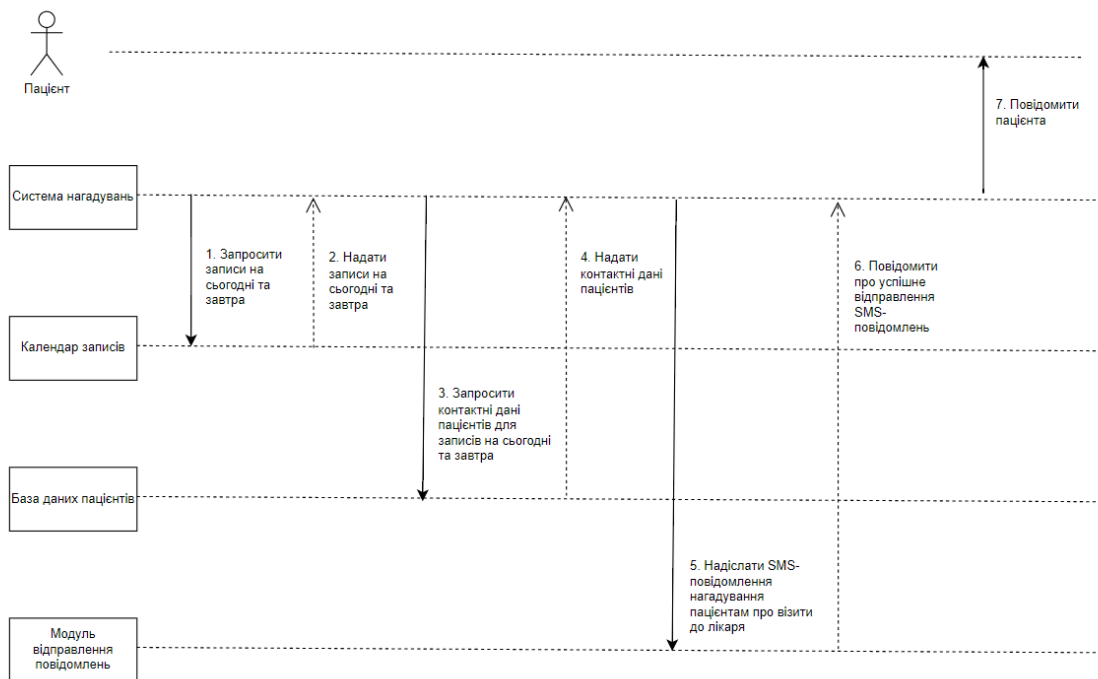 Пацієнт
7. Повідомити
пацієнта
Система нагадувань
1. Запросити
записи на
сьогодні та
завтра
2. Надати
записи на
сьогодні та
завтра
4. Надати
контактні дані
пацієнтів
6. Повідомити
про успішне
відправлення
SMS-
повідомлень
Календар записів
3. Запросити
контактні дані
пацієнтів для
записів на сьогодні
та завтра
База даних пацієнтів
5. Надіслати SMS-
повідомлення
нагадування
пацієнтам про візити
до лікаря
Модуль
відправлення
повідомлень